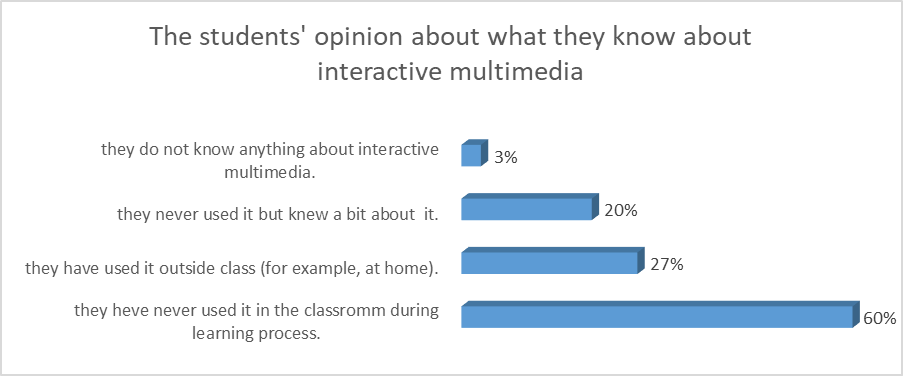 The students' opinion about what they know about
interactive multimedia
they do not know anything about interactive
multimedia.
3%
they never used it but knew a bit about it.
20%
they have used it outside class (for example, at home).
27%
they heve never used it in the classromm during
learning process.
60%